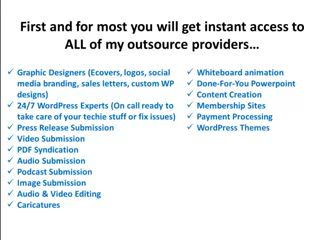 First and for most you will get instant access to
ALL of my outsource providers…
Graphic Designers (Ecovers, logos, social
media branding, sales letters, custom WP
designs)
24/7 WordPress Experts (On call ready to
take care of your techie stuff or fix issues)
Press Release Submission
Video Submission
PDF Syndication
Audio Submission
Podcast Submission
Image Submission
Audio & Video Editing
Caricatures
Whiteboard animation
Done-For-You Powerpoint
Content Creation
Membership Sites
Payment Processing
WordPress Themes